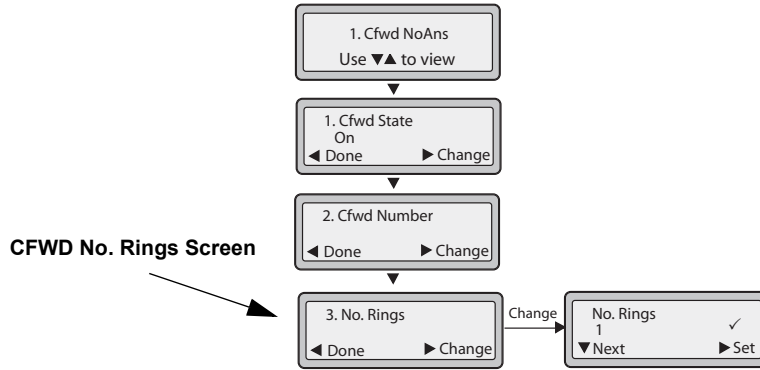 1. Cfwd NoAns
Use ▼▲ to view
▼
1. Cfwd State
On
◀ Done ▶ Change
▼
2. Cfwd Number
◀ Done ▶ Change
▼
CFWD No. Rings Screen
3. No. Rings
◀ Done ▶ Change
Change
No. Rings
1 ✓
▼ Next ▶ Set